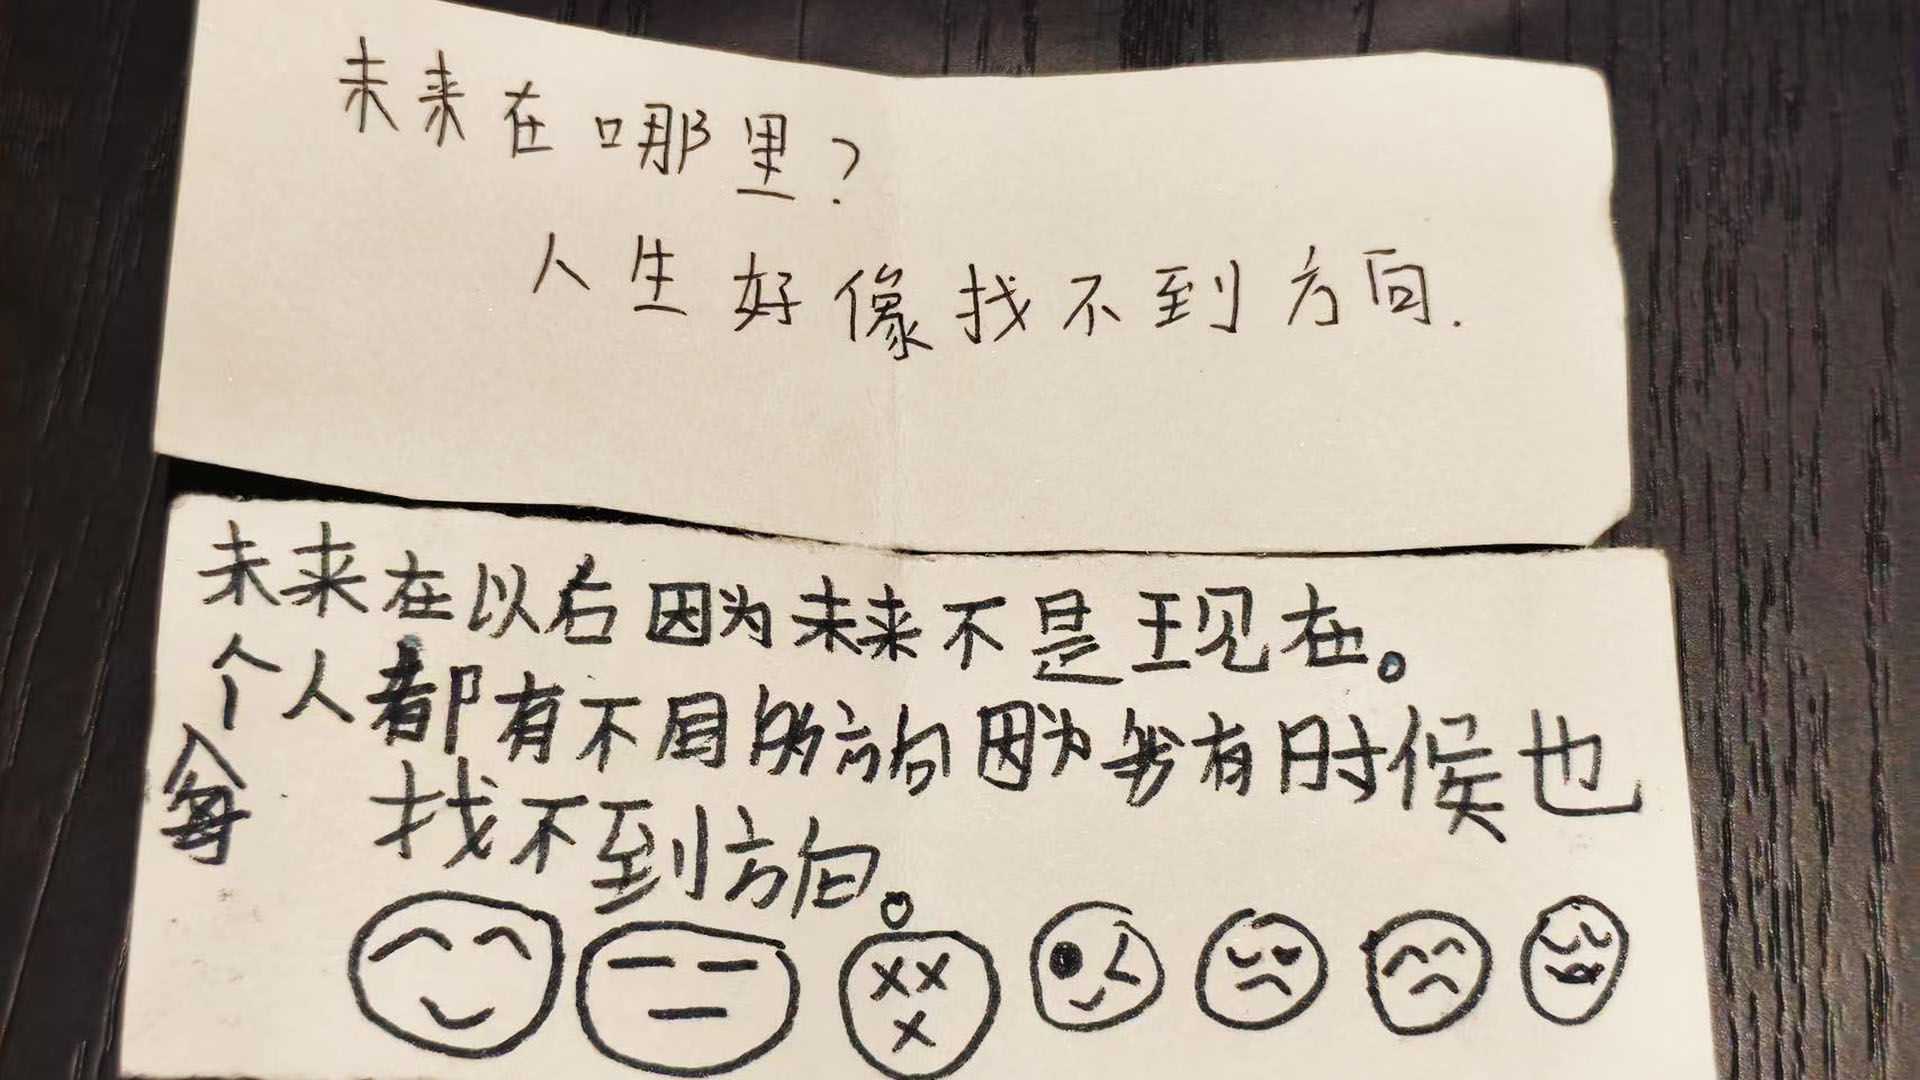 未来在哪里?
人生好像找不到方向.
未来在以右因为未来不是现在。
每个人都有不同的方向因为我有时候也
找不到方向。